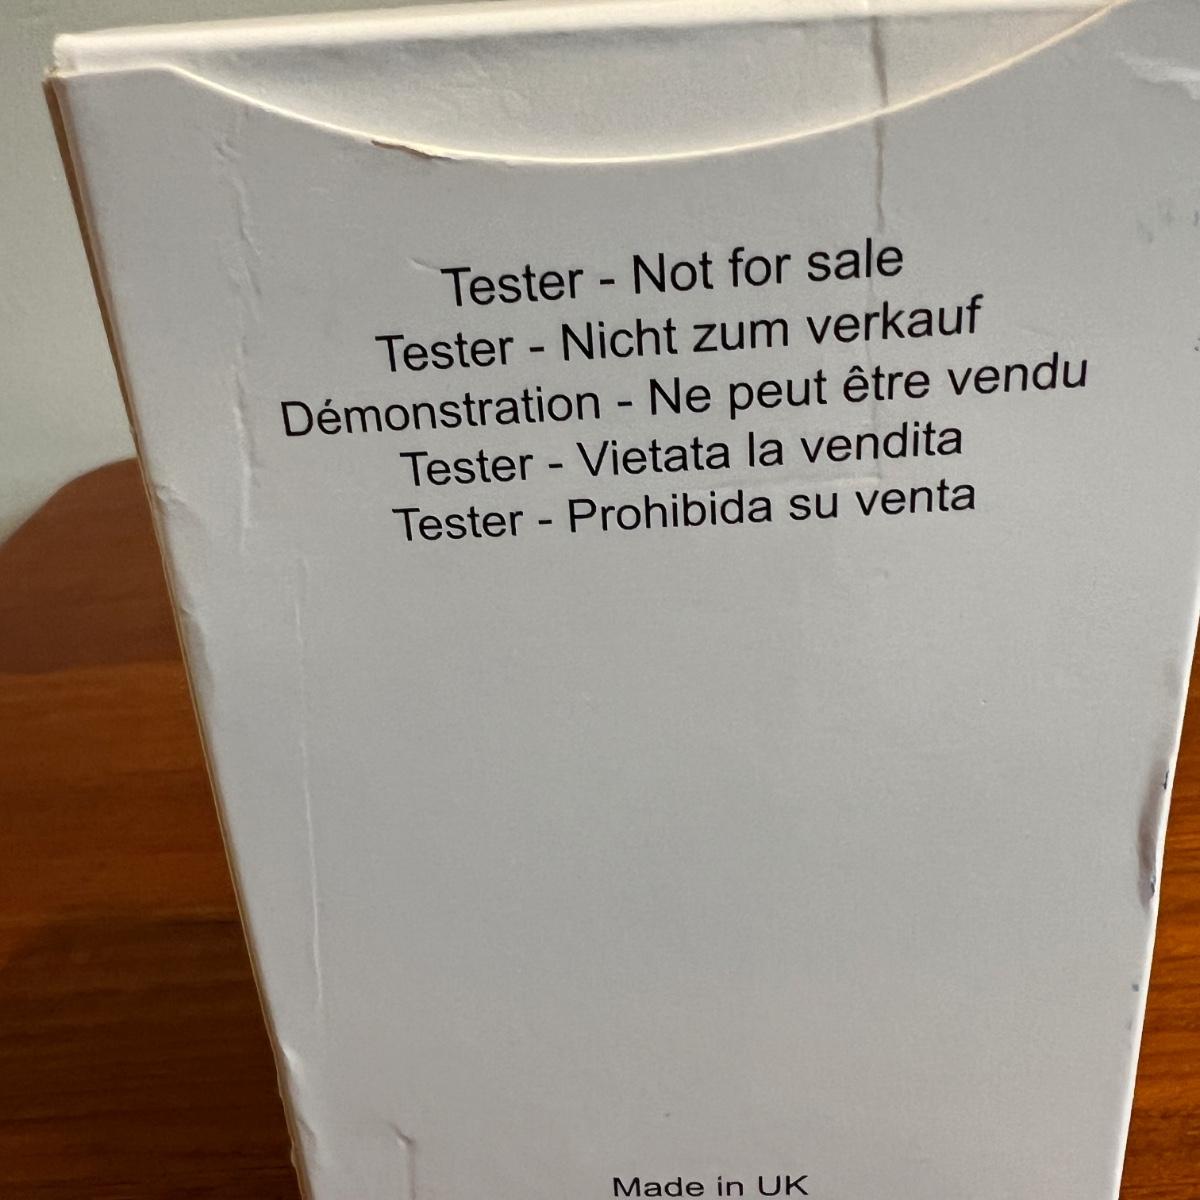 Tester - Not for sale
Tester - Nicht zum verkauf
Démonstration - Ne peut être vendu
Tester - Vietata la vendita
Tester - Prohibida su venta
Made in UK